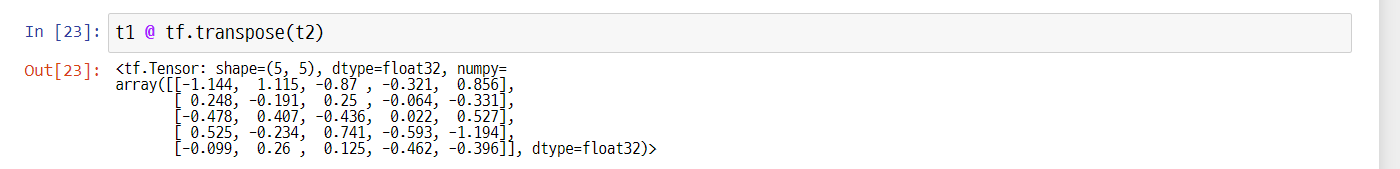 In [23]: t1 @ tf.transpose(t2)
Out[23]: <tf.Tensor: shape=(5, 5), dtype=float32, numpy=
array([[-1.144,  1.115, -0.87 , -0.321,  0.856],
       [ 0.248, -0.191,  0.25 , -0.064, -0.331],
       [-0.478,  0.407, -0.436,  0.022,  0.527],
       [ 0.525, -0.234,  0.741, -0.593, -1.194],
       [-0.099,  0.26 ,  0.125, -0.462, -0.396]], dtype=float32)>